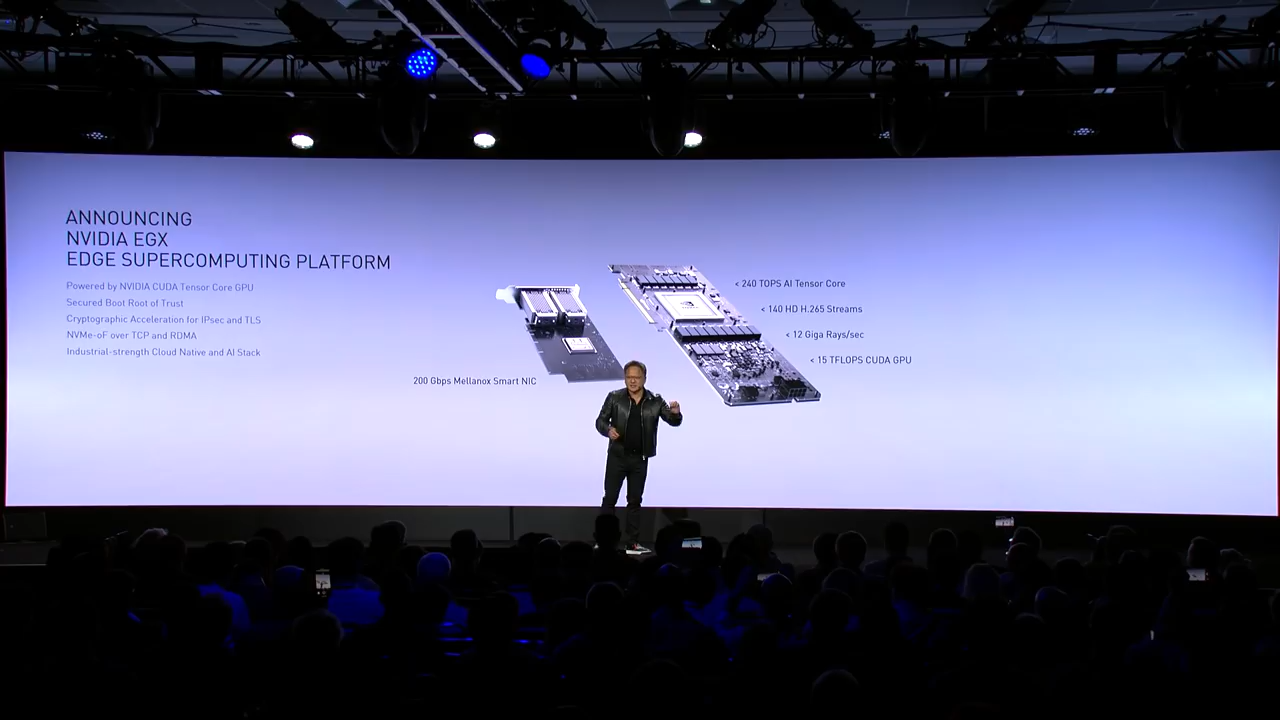 ANNOUNCING
NVIDIA EGX
EDGE SUPERCOMPUTING PLATFORM
Powered by NVIDIA CUDA Tensor Core GPU
Secured Boot Root of Trust
Cryptographic Acceleration for IPsec and TLS
NVMe-oF over TCP and RDMA
Industrial-strength Cloud Native and AI Stack
200 Gbps Mellanox Smart NIC
< 240 TOPS AI Tensor Core
< 140 HD H.265 Streams
< 12 Giga Rays/sec
< 15 TFLOPS CUDA GPU